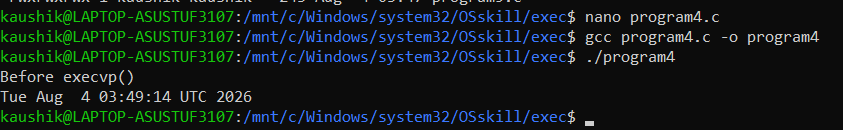 kaushik@LAPTOP-ASUSTUF3107:/mnt/c/Windows/system32/OSskill/exec$ nano program4.c
kaushik@LAPTOP-ASUSTUF3107:/mnt/c/Windows/system32/OSskill/exec$ gcc program4.c -o program4
kaushik@LAPTOP-ASUSTUF3107:/mnt/c/Windows/system32/OSskill/exec$ ./program4
Before execvp()
Tue Aug  4 03:49:14 UTC 2026
kaushik@LAPTOP-ASUSTUF3107:/mnt/c/Windows/system32/OSskill/exec$